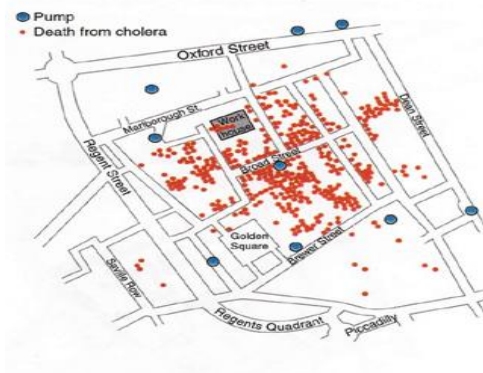 Pump
Death from cholera
Oxford Street
Marlborough St.
Work
house
Dean Street
Regent Street
Broad Street
Golden
Square
Brewer Street
Saville Row
Regents Quadrant
Piccadilly